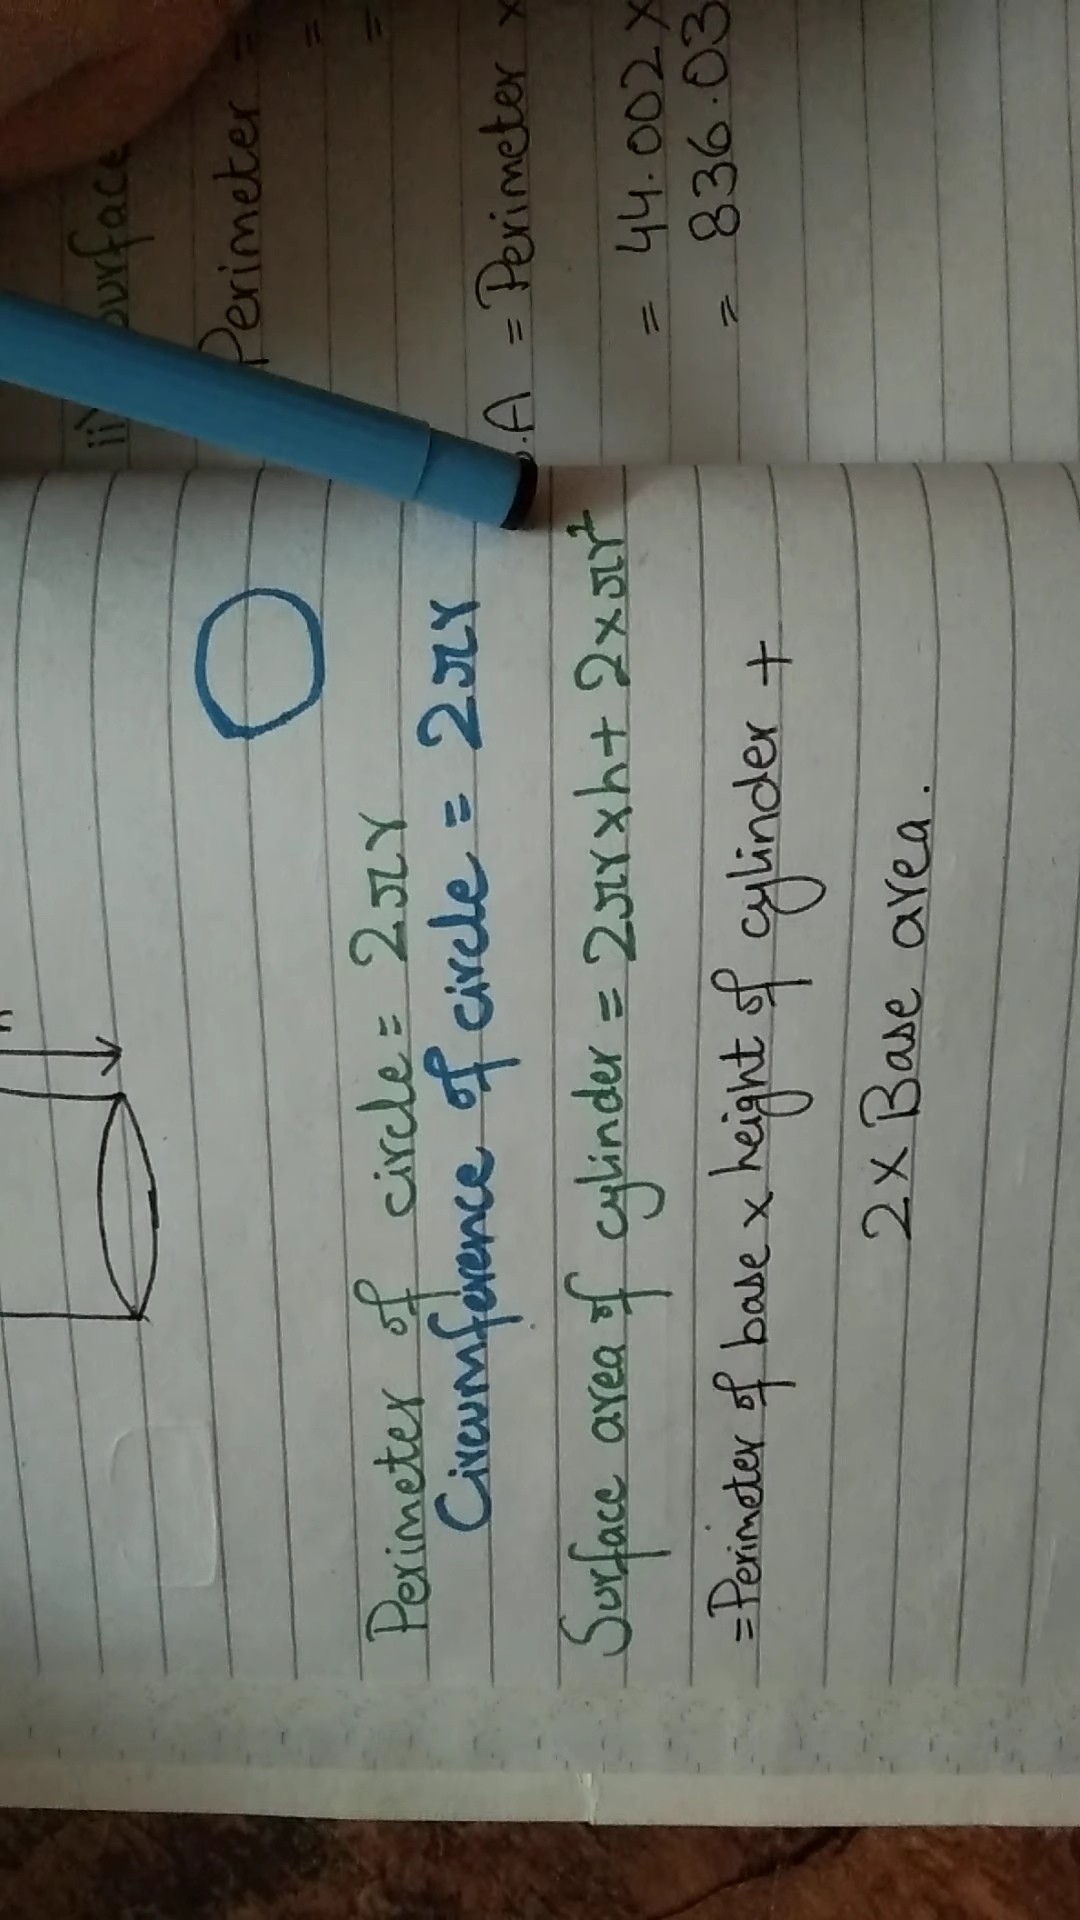 h
Perimeter of circle = 2πr
Circumference of circle = 2πr
Surface area of cylinder = 2πr x h + 2 x πr²
= Perimeter of base x height of cylinder +
2 x Base area.
ii) Surface
Perimeter =
=
=
.A = Perimeter x
= 44.002 x
= 836.03